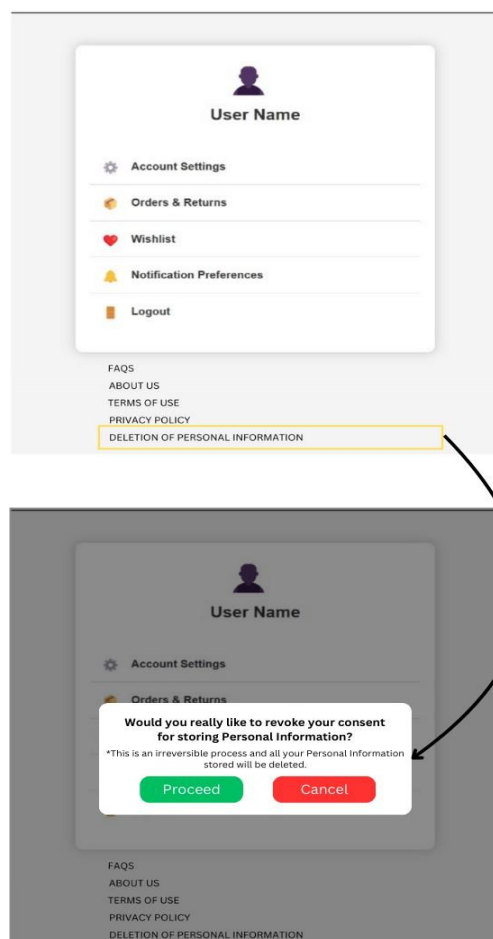 User Name
Account Settings
Orders & Returns
Wishlist
Notification Preferences
Logout
FAQS
ABOUT US
TERMS OF USE
PRIVACY POLICY
DELETION OF PERSONAL INFORMATION
User Name
Account Settings
Orders & Returns
Would you really like to revoke your consent
for storing Personal Information?
*This is an irreversible process and all your Personal Information
stored will be deleted.
Proceed Cancel
FAQS
ABOUT US
TERMS OF USE
PRIVACY POLICY
DELETION OF PERSONAL INFORMATION